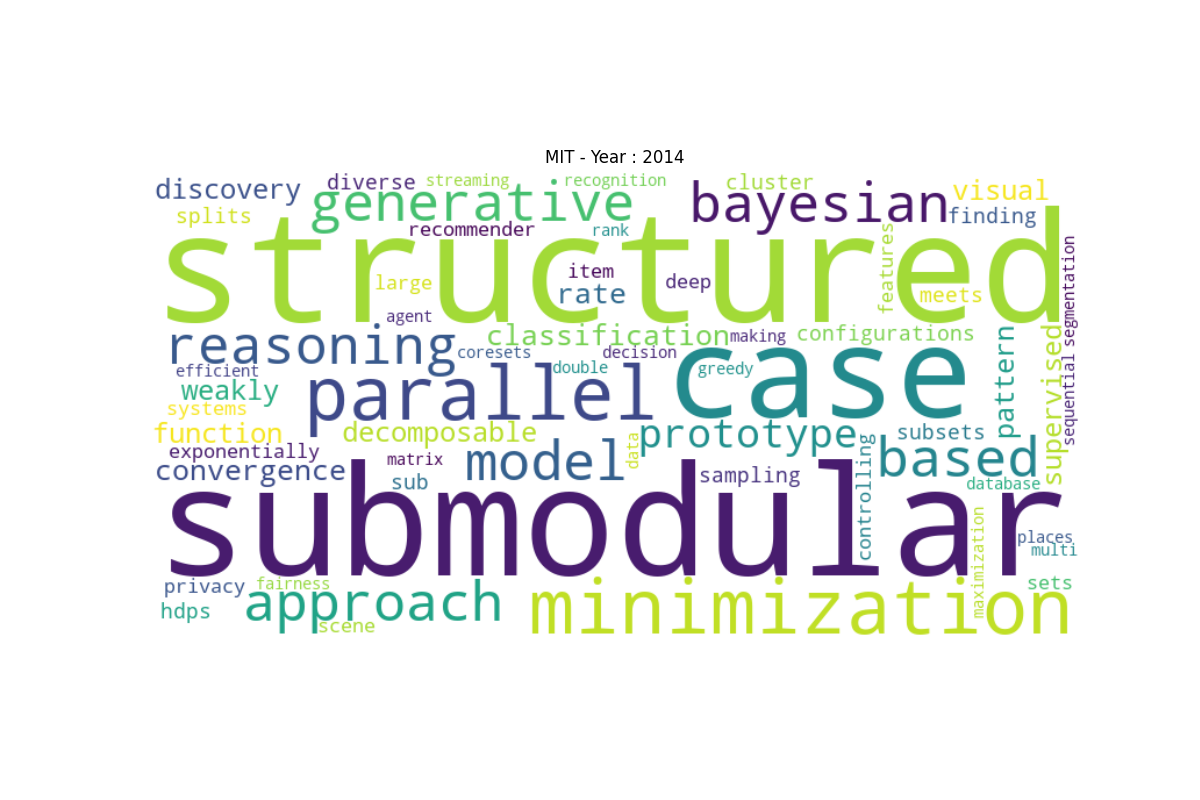 MIT - Year : 2014
discovery
diverse
streaming
recognition
cluster
visual
splits
generative
bayesian
finding
recommender
rank
structured
features
sequential
segmentation
large
item
rate
deep
meets
agent
reasoning
coresets
classification
decision
making
configurations
efficient
weakly
parallel
double
case
greedy
pattern
supervised
systems
function
decomposable
prototype
subsets
exponentially
convergence
matrix
sub
model
data
sampling
controlling
based
database
submodular
maximization
places
multi
privacy
fairness
hdps
approach
scene
minimization
sets